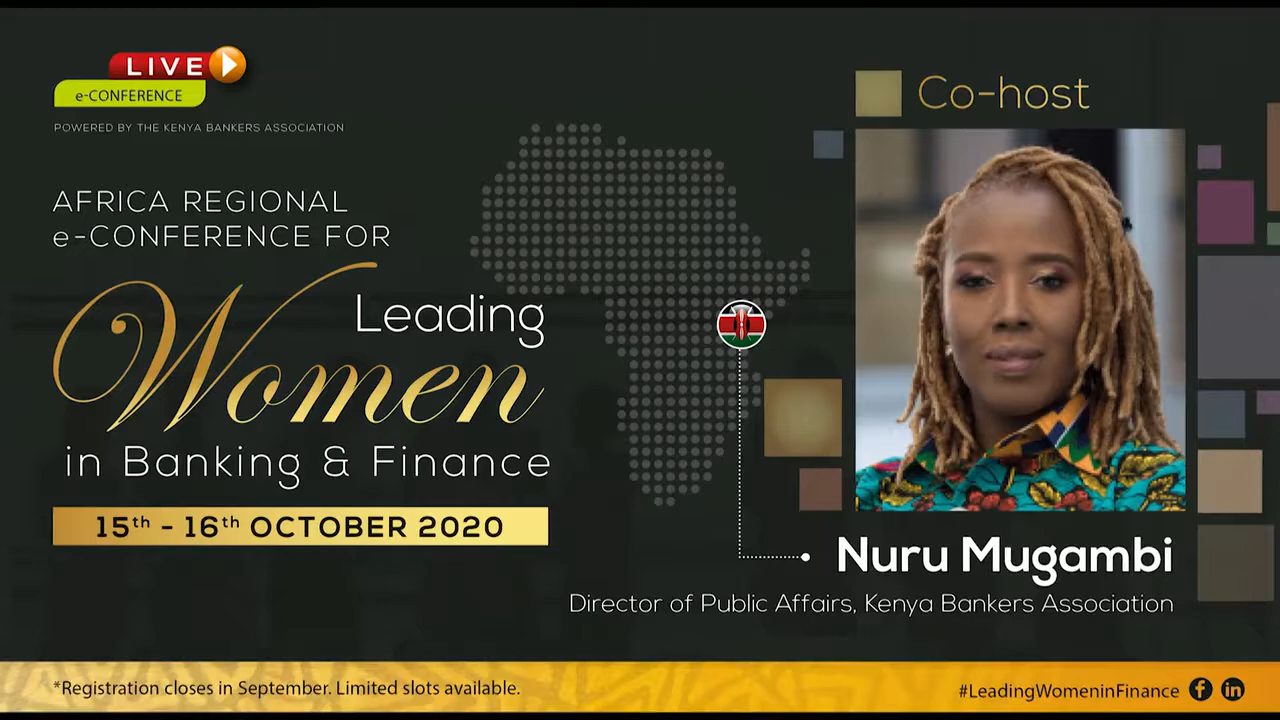 LIVE
e-CONFERENCE
POWERED BY THE KENYA BANKERS ASSOCIATION
AFRICA REGIONAL
e-CONFERENCE FOR
Leading
Women
in Banking & Finance
15th - 16th OCTOBER 2020
Co-host
Nuru Mugambi
Director of Public Affairs, Kenya Bankers Association
*Registration closes in September. Limited slots available.
#LeadingWomeninFinance f in